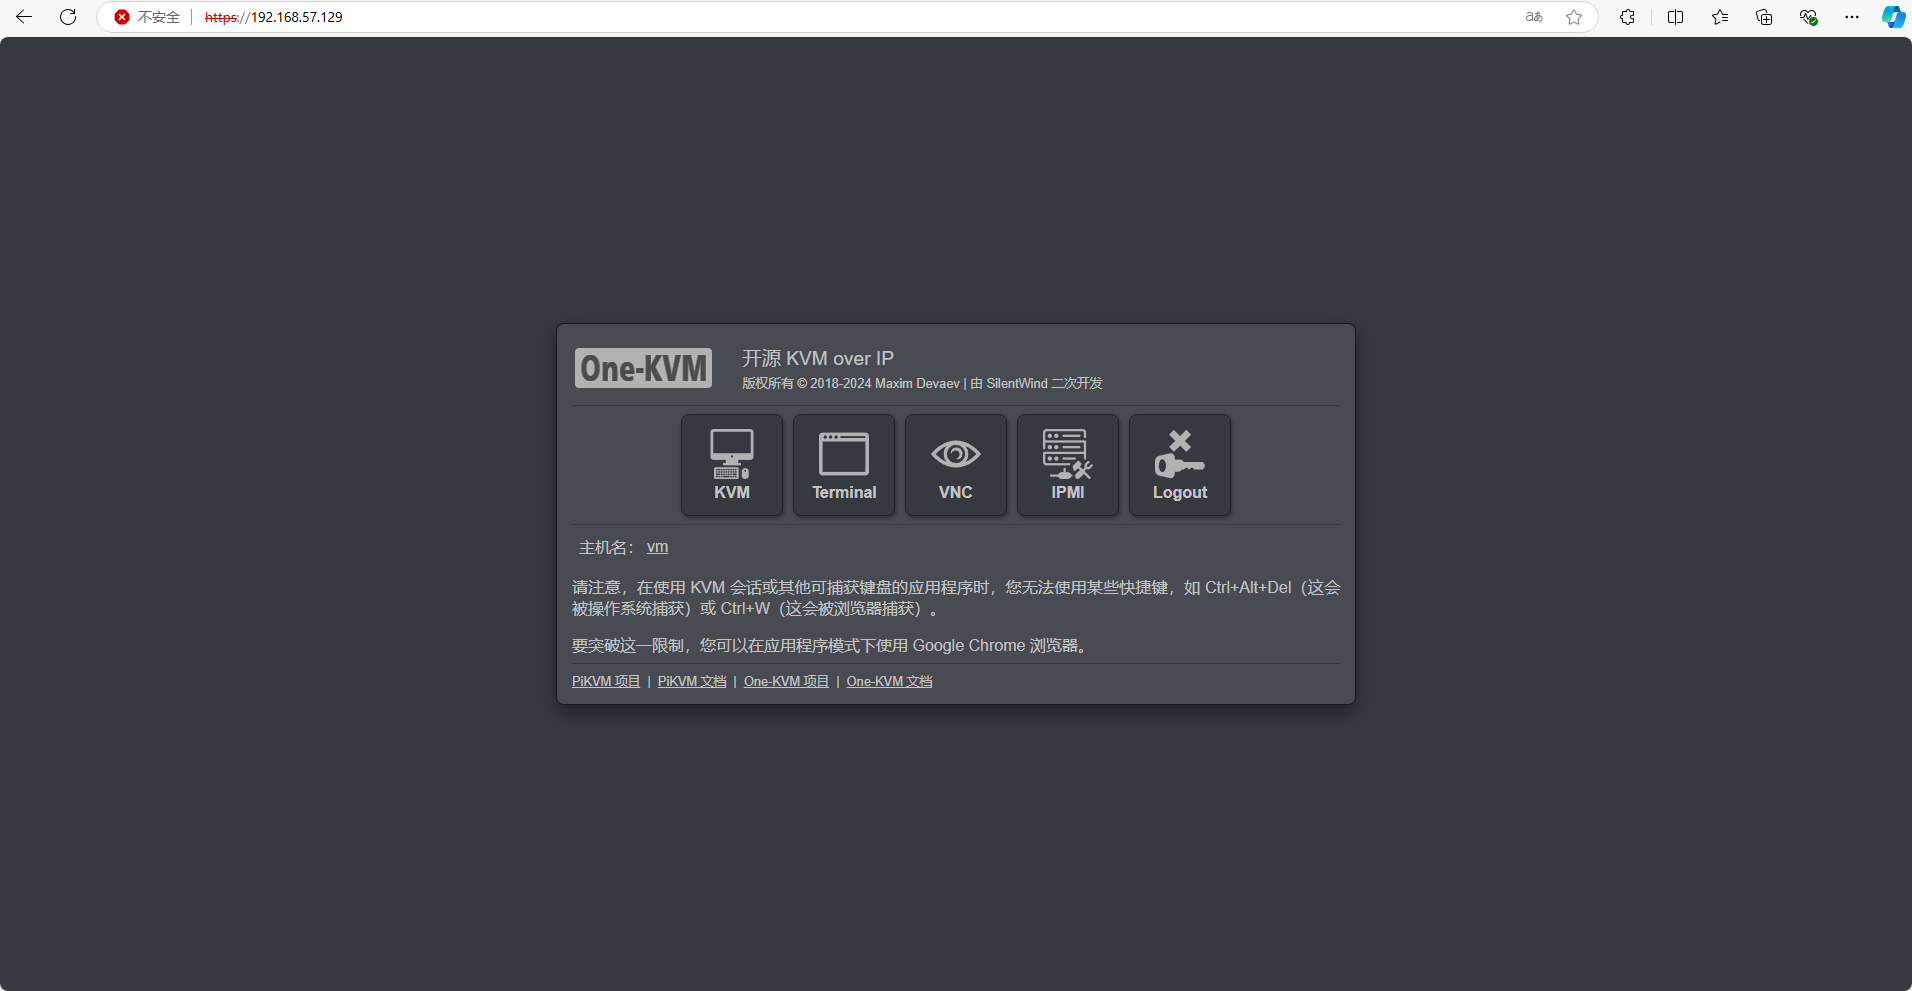 不安全 https://192.168.57.129 aあ
One-KVM
开源 KVM over IP
版权所有 © 2018-2024 Maxim Devaev | 由 SilentWind 二次开发
KVM Terminal VNC IPMI Logout
主机名： vm
请注意，在使用 KVM 会话或其他可捕获键盘的应用程序时，您无法使用某些快捷键，如 Ctrl+Alt+Del（这会
被操作系统捕获）或 Ctrl+W（这会被浏览器捕获）。
要突破这一限制，您可以在应用程序模式下使用 Google Chrome 浏览器。
PiKVM 项目 | PiKVM 文档 | One-KVM 项目 | One-KVM 文档